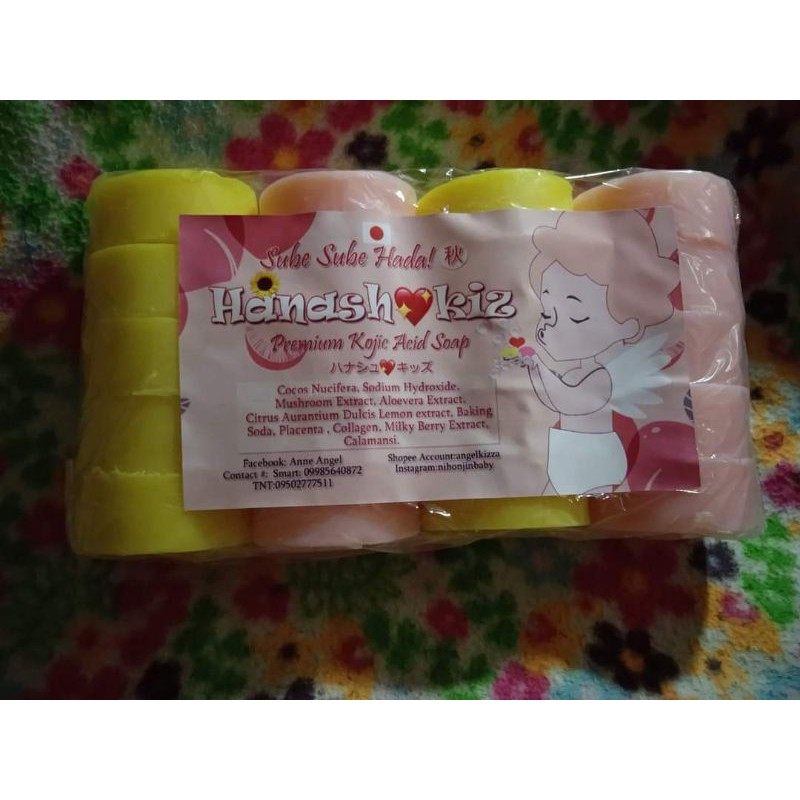 Sube Sube Hada! 秋
Hanash❤kiz
Premium Kojic Acid Soap
ハナシュ💖キッズ
Cocos Nucifera, Sodium Hydroxide,
Mushroom Extract, Aloevera Extract,
Citrus Aurantium Dulcis Lemon extract, Baking
Soda, Placenta , Collagen, Milky Berry Extract,
Calamansi.
Facebook: Anne Angel
Contact #: Smart: 09985640872
TNT:09502777511
Shopee Account:angelkizza
Instagram:nihonjinbaby